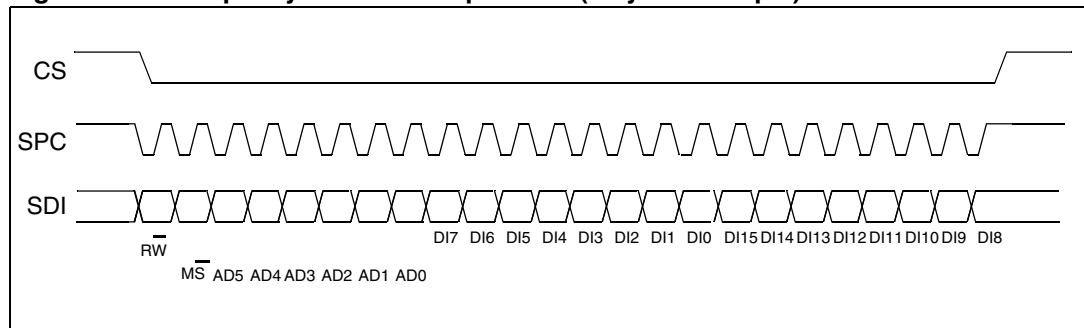 CS
SPC
SDI
DI7 DI6 DI5 DI4 DI3 DI2 DI1 DI0 DI15 DI14 DI13 DI12 DI11 DI10 DI9 DI8
RW
MS AD5 AD4 AD3 AD2 AD1 AD0